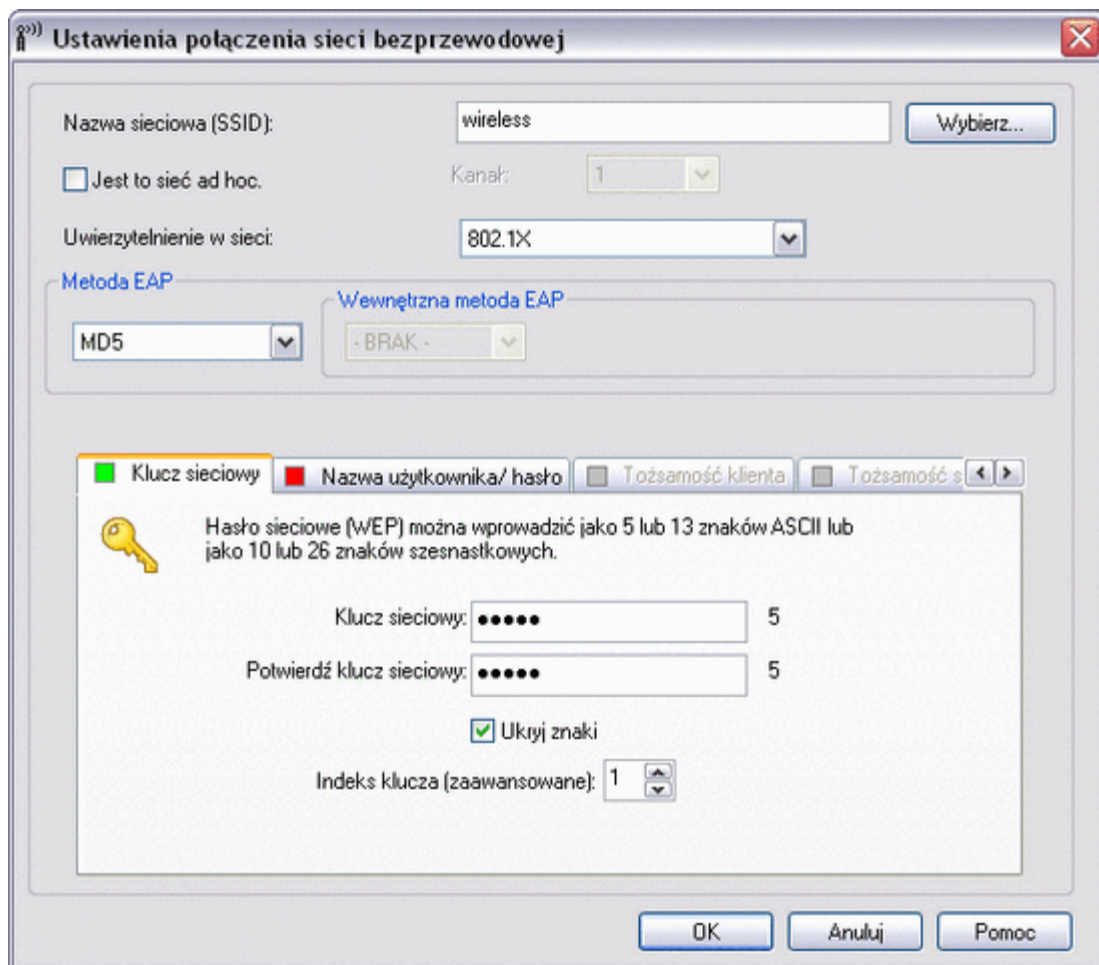 Ustawienia połączenia sieci bezprzewodowej
Nazwa sieciowa (SSID): wireless Wybierz...
Jest to sieć ad hoc. Kanał: 1
Uwierzytelnienie w sieci: 802.1X
Metoda EAP
Wewnętrzna metoda EAP
MD5 - BRAK -
Klucz sieciowy Nazwa użytkownika/ hasło Tożsamość klienta Tożsamość s
Hasło sieciowe (WEP) można wprowadzić jako 5 lub 13 znaków ASCII lub
jako 10 lub 26 znaków szesnastkowych.
Klucz sieciowy: ●●●●● 5
Potwierdź klucz sieciowy: ●●●●● 5
Ukryj znaki
Indeks klucza (zaawansowane): 1
OK Anuluj Pomoc